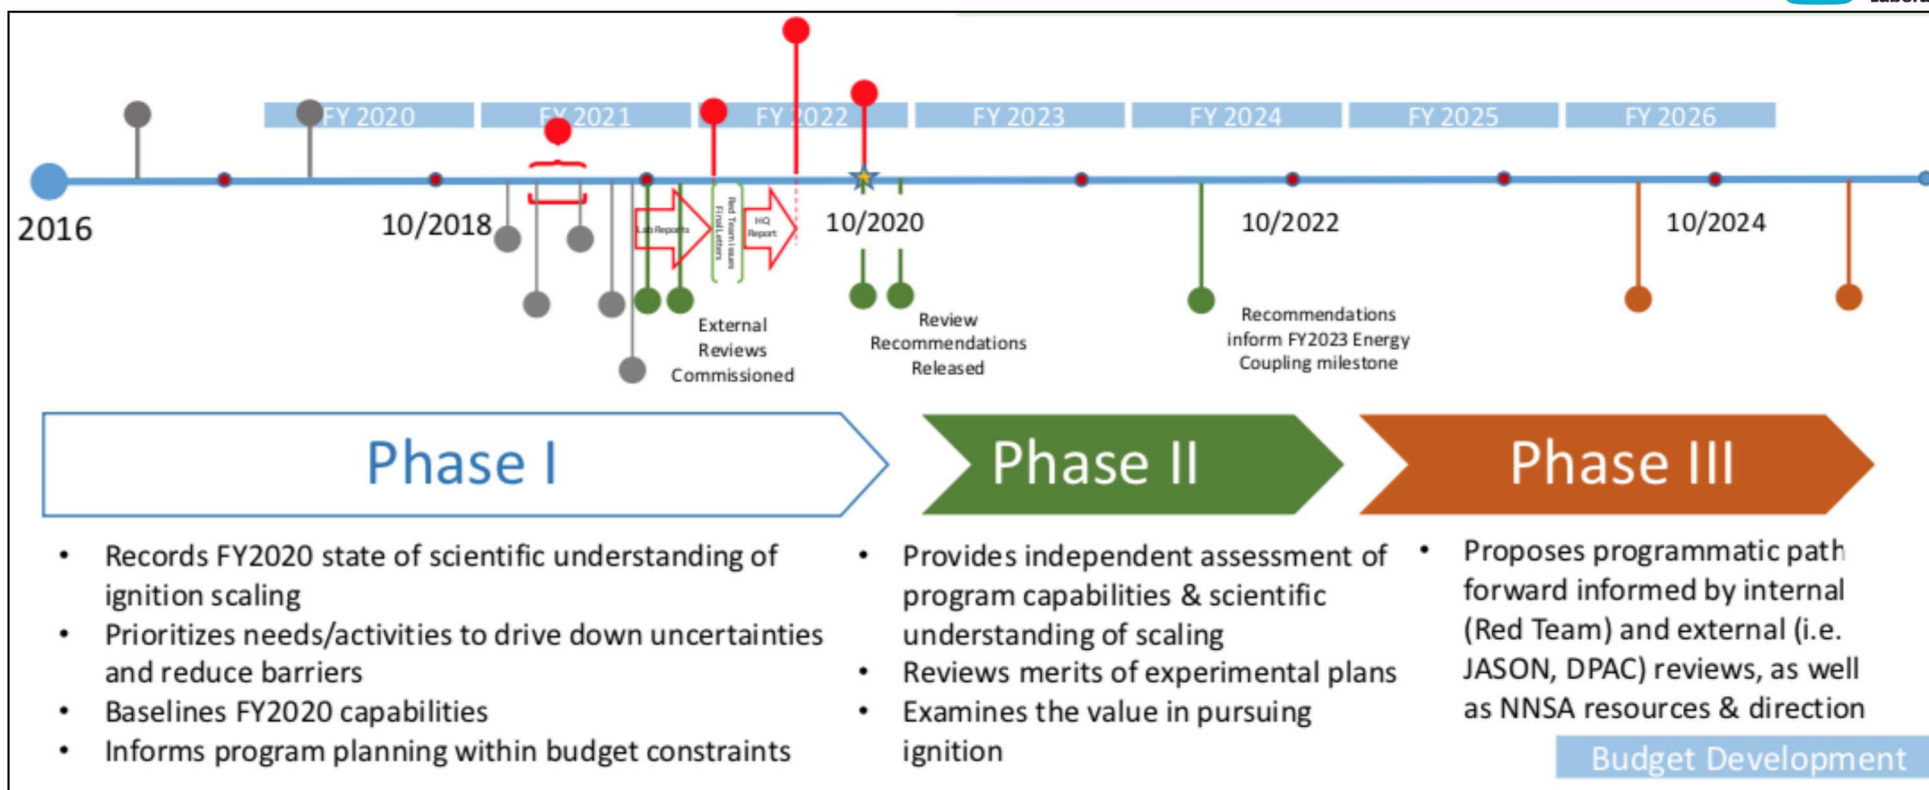 FY 2020
FY 2021
FY 2022
FY 2023
FY 2024
FY 2025
FY 2026
2016
10/2018
10/2020
10/2022
10/2024
Lab Reports
Red Team issues
Final Letters
HQ
Report
External
Reviews
Commissioned
Review
Recommendations
Released
Recommendations
inform FY2023 Energy
Coupling milestone
Phase I
Phase II
Phase III
• Records FY2020 state of scientific understanding of
ignition scaling
• Prioritizes needs/activities to drive down uncertainties
and reduce barriers
• Baselines FY2020 capabilities
• Informs program planning within budget constraints
• Provides independent assessment of
program capabilities & scientific
understanding of scaling
• Reviews merits of experimental plans
• Examines the value in pursuing
ignition
• Proposes programmatic path
forward informed by internal
(Red Team) and external (i.e.
JASON, DPAC) reviews, as well
as NNSA resources & direction
Budget Development